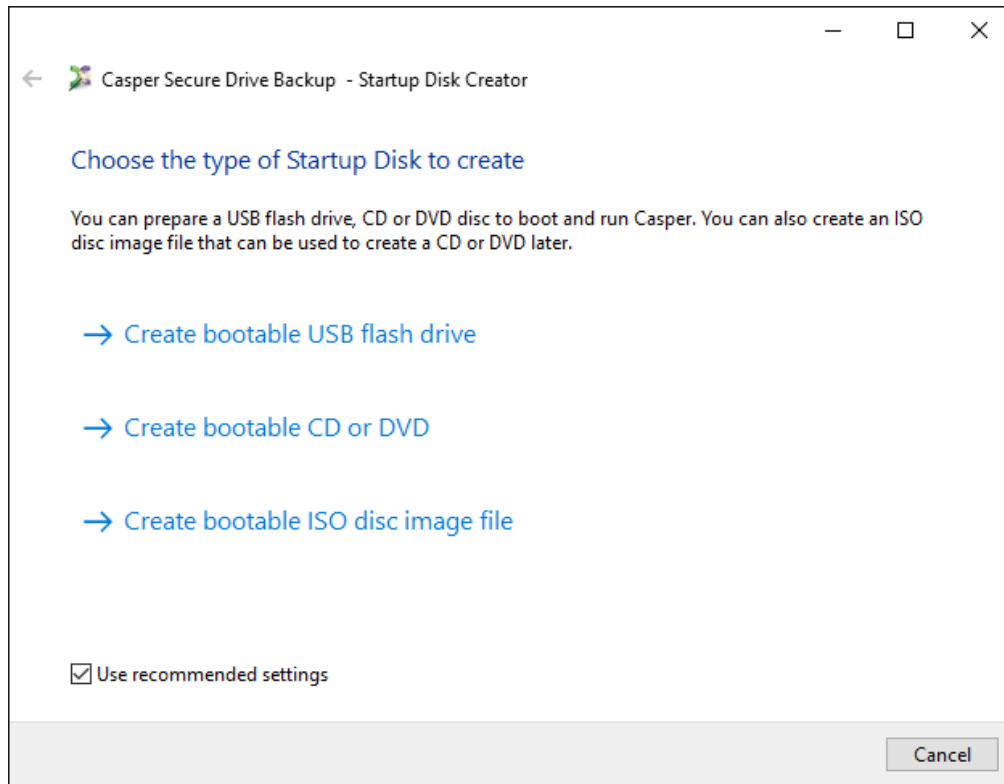 Casper Secure Drive Backup - Startup Disk Creator
Choose the type of Startup Disk to create
You can prepare a USB flash drive, CD or DVD disc to boot and run Casper. You can also create an ISO
disc image file that can be used to create a CD or DVD later.
Create bootable USB flash drive
Create bootable CD or DVD
Create bootable ISO disc image file
Use recommended settings
Cancel